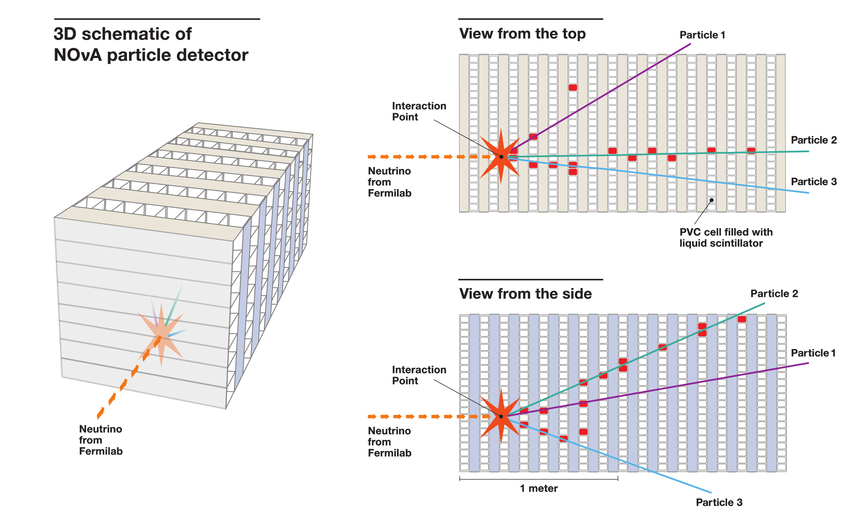 3D schematic of
NOvA particle detector
Neutrino
from
Fermilab
View from the top
Particle 1
Interaction
Point
Particle 2
Neutrino
from
Fermilab
Particle 3
PVC cell filled with
liquid scintillator
View from the side
Particle 2
Particle 1
Interaction
Point
Neutrino
from
Fermilab
1 meter
Particle 3